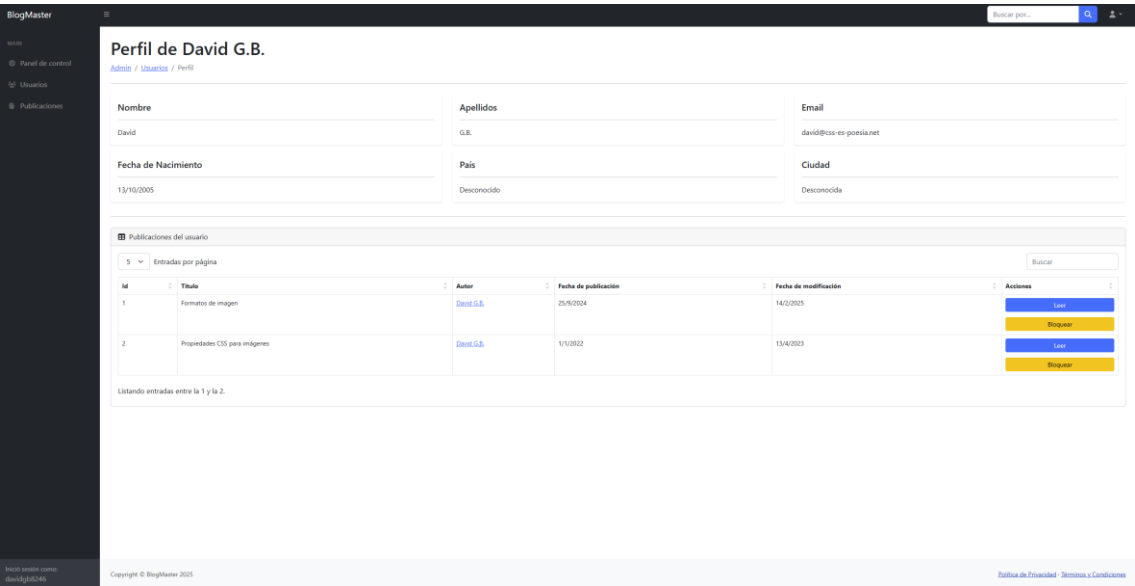 BlogMaster
Buscar por...
MAIN
Panel de control
Usuarios
Publicaciones
Perfil de David G.B.
Admin / Usuarios / Perfil
Nombre
David
Apellidos
G.B.
Email
david@css-es-poesia.net
Fecha de Nacimiento
13/10/2005
País
Desconocido
Ciudad
Desconocida
Publicaciones del usuario
5 Entradas por página
Buscar
Id Título Autor Fecha de publicación Fecha de modificación Acciones
1 Formatos de imagen David G.B. 25/9/2024 14/2/2025 Leer
Bloquear
2 Propiedades CSS para imágenes David G.B. 1/1/2022 13/4/2023 Leer
Bloquear
Listando entradas entre la 1 y la 2.
Inició sesión como:
davidgb8246
Copyright © BlogMaster 2025
Política de Privacidad · Términos y Condiciones